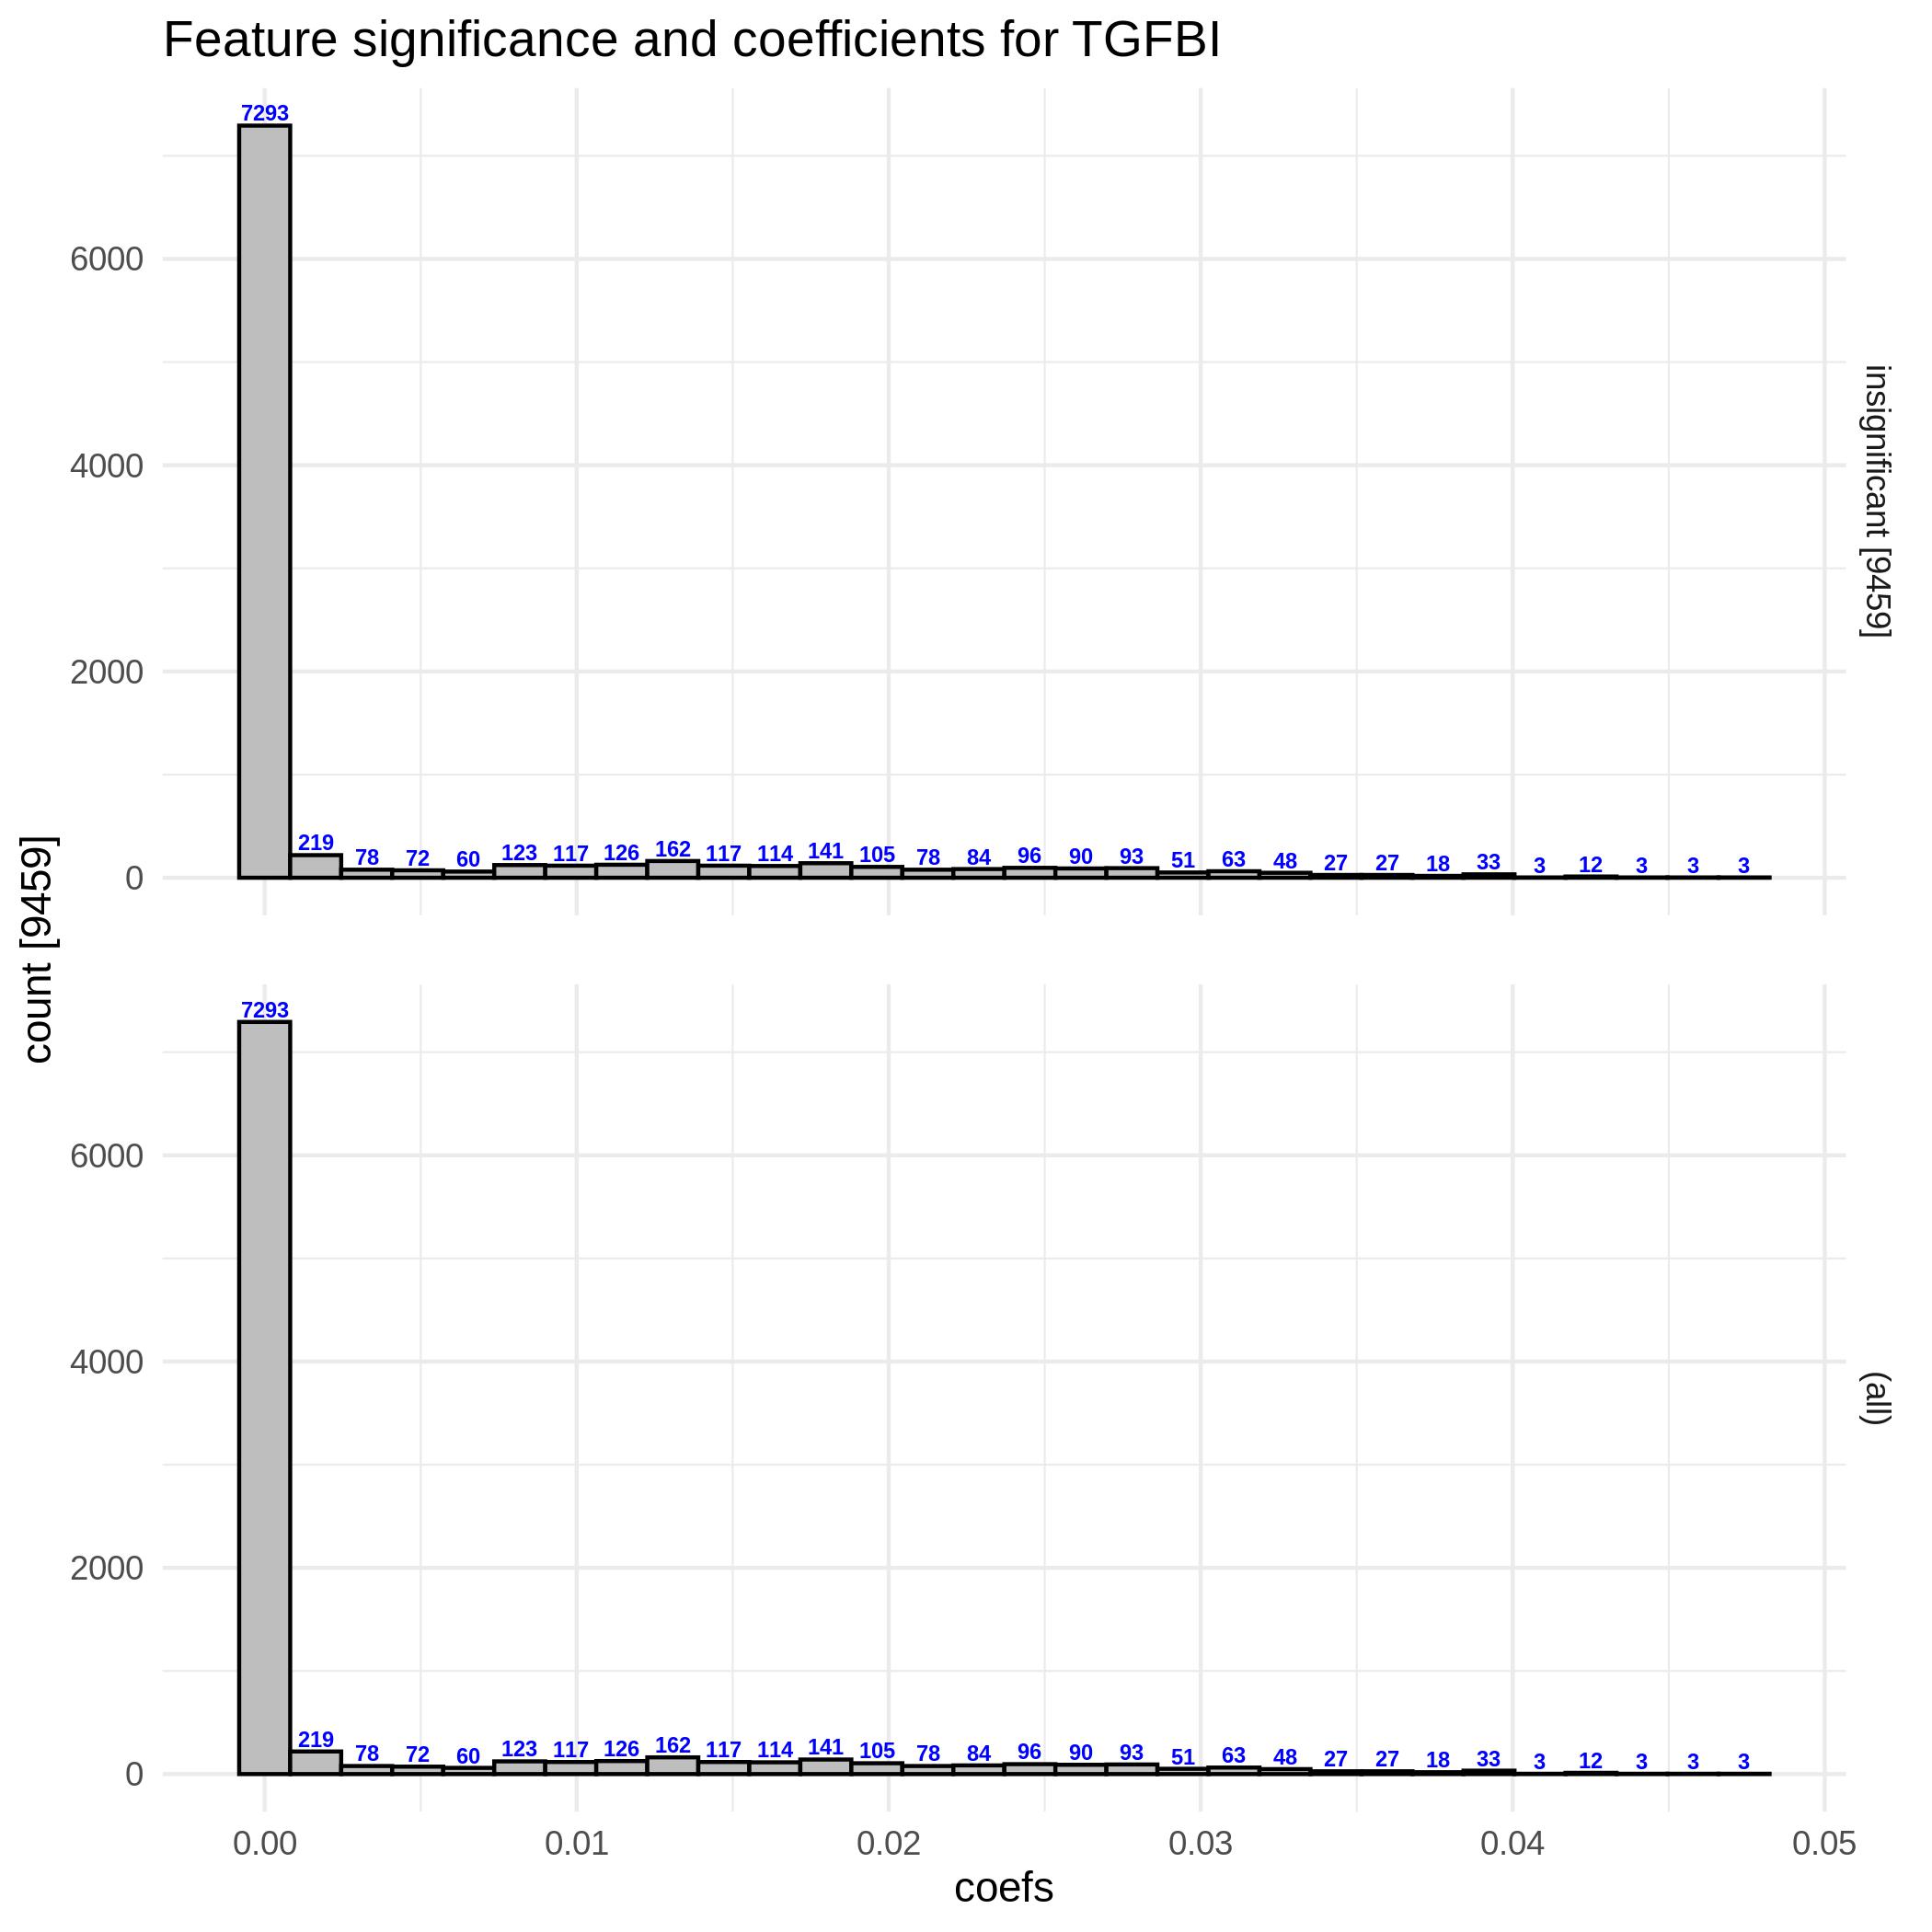 Feature significance and coefficients for TGFBI
7293
6000
4000
2000
0
219 78 72 60 123 117 126 162 117 114 141 105 78 84 96 90 93 51 63 48 27 27 18 33 3 12 3 3 3
insignificant [9459]
count [9459]
7293
6000
4000
2000
0
219 78 72 60 123 117 126 162 117 114 141 105 78 84 96 90 93 51 63 48 27 27 18 33 3 12 3 3 3
(all)
0.00 0.01 0.02 0.03 0.04 0.05
coefs